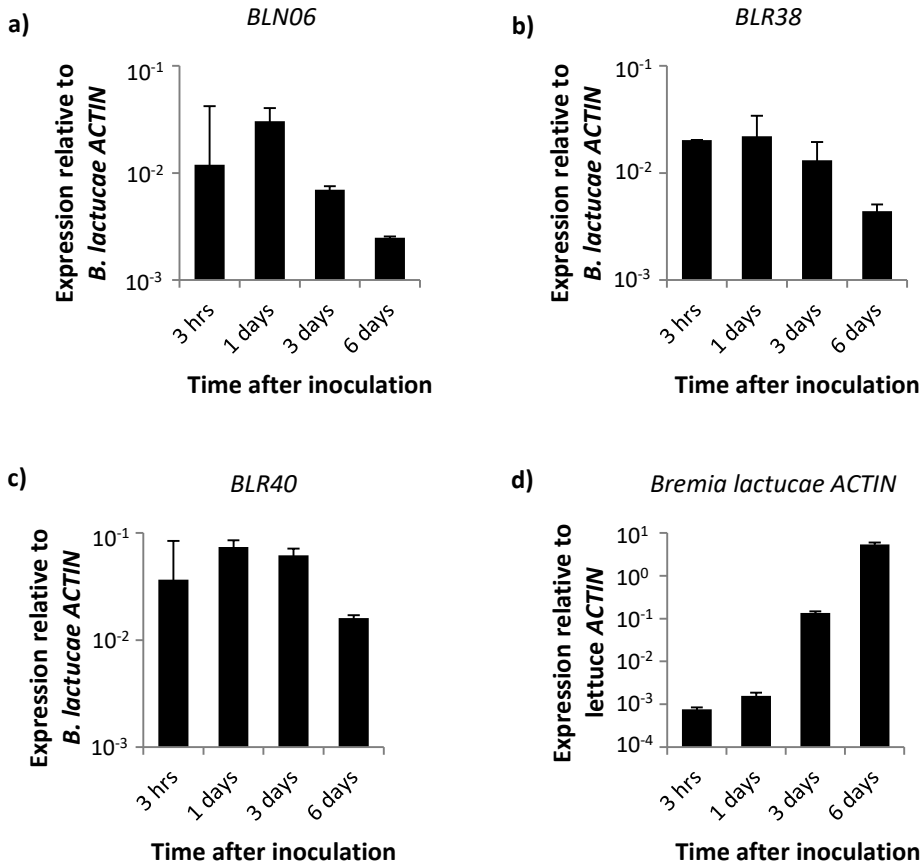 a)
BLN06
Expression relative to
B. lactucae ACTIN
10-1
10-2
10-3
3 hrs
1 days
3 days
6 days
Time after inoculation
b)
BLR38
Expression relative to
B. lactucae ACTIN
10-1
10-2
10-3
3 hrs
1 days
3 days
6 days
Time after inoculation
c)
BLR40
Expression relative to
B. lactucae ACTIN
10-1
10-2
10-3
3 hrs
1 days
3 days
6 days
Time after inoculation
d)
Bremia lactucae ACTIN
Expression relative to
lettuce ACTIN
101
100
10-1
10-2
10-3
10-4
3 hrs
1 days
3 days
6 days
Time after inoculation